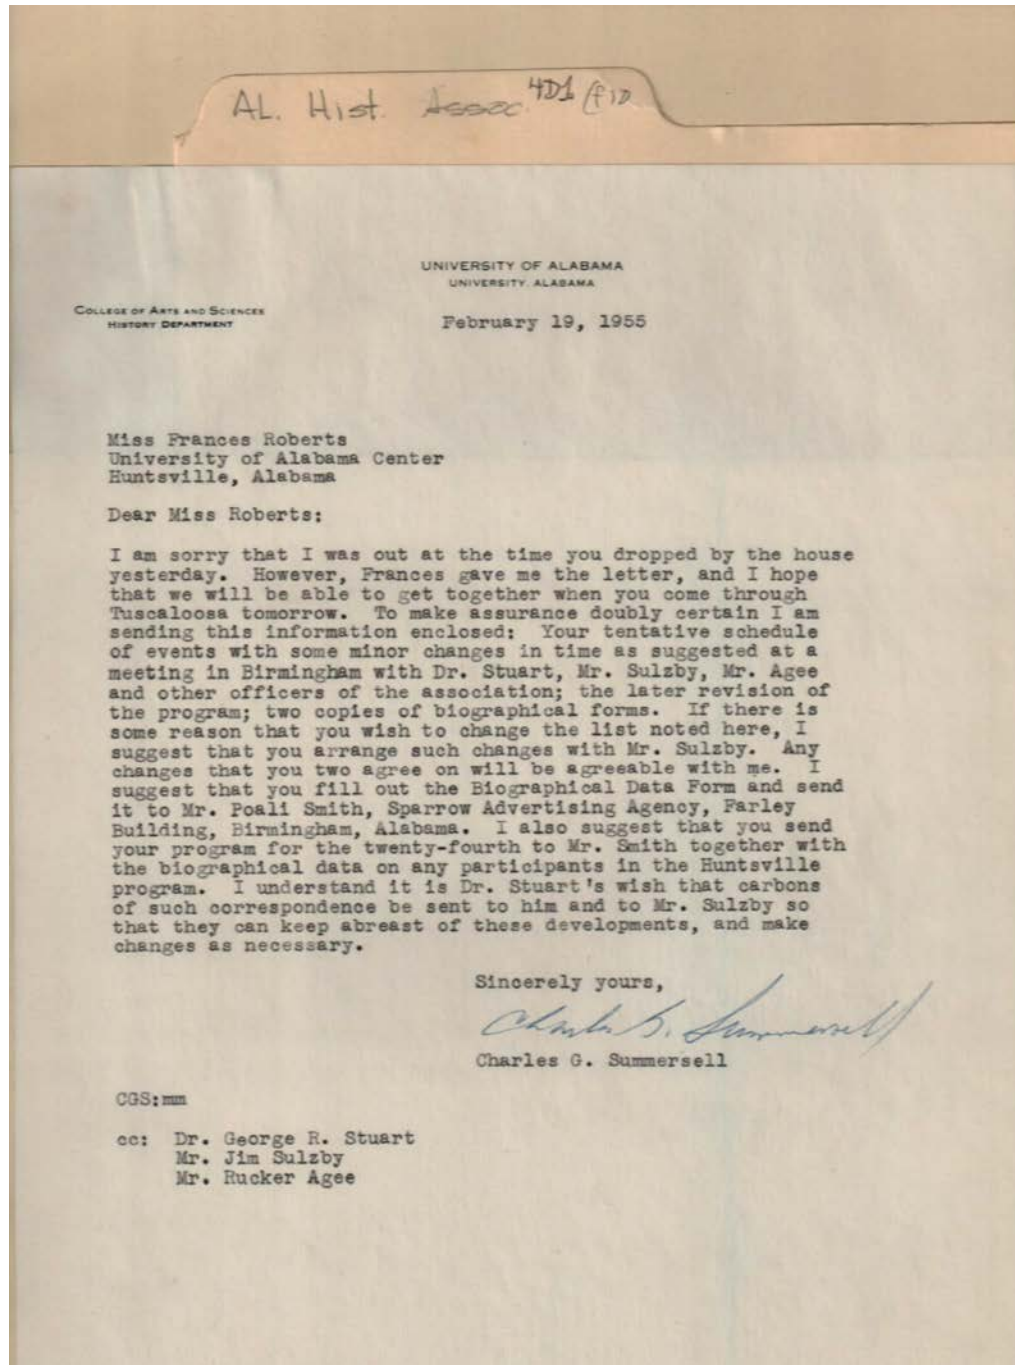 AL. Hist. Assoc. 4D1 (f12
UNIVERSITY OF ALABAMA
UNIVERSITY, ALABAMA
COLLEGE OF ARTS AND SCIENCES
HISTORY DEPARTMENT
February 19, 1955
Miss Frances Roberts
University of Alabama Center
Huntsville, Alabama
Dear Miss Roberts:
I am sorry that I was out at the time you dropped by the house
yesterday. However, Frances gave me the letter, and I hope
that we will be able to get together when you come through
Tuscaloosa tomorrow. To make assurance doubly certain I am
sending this information enclosed: Your tentative schedule
of events with some minor changes in time as suggested at a
meeting in Birmingham with Dr. Stuart, Mr. Sulzby, Mr. Agee
and other officers of the association; the later revision of
the program; two copies of biographical forms. If there is
some reason that you wish to change the list noted here, I
suggest that you arrange such changes with Mr. Sulzby. Any
changes that you two agree on will be agreeable with me. I
suggest that you fill out the Biographical Data Form and send
it to Mr. Poali Smith, Sparrow Advertising Agency, Farley
Building, Birmingham, Alabama. I also suggest that you send
your program for the twenty-fourth to Mr. Smith together with
the biographical data on any participants in the Huntsville
program. I understand it is Dr. Stuart's wish that carbons
of such correspondence be sent to him and to Mr. Sulzby so
that they can keep abreast of these developments, and make
changes as necessary.
Sincerely yours,
Charles G. Summersell
Charles G. Summersell
CGS:mm
cc: Dr. George R. Stuart
Mr. Jim Sulzby
Mr. Rucker Agee